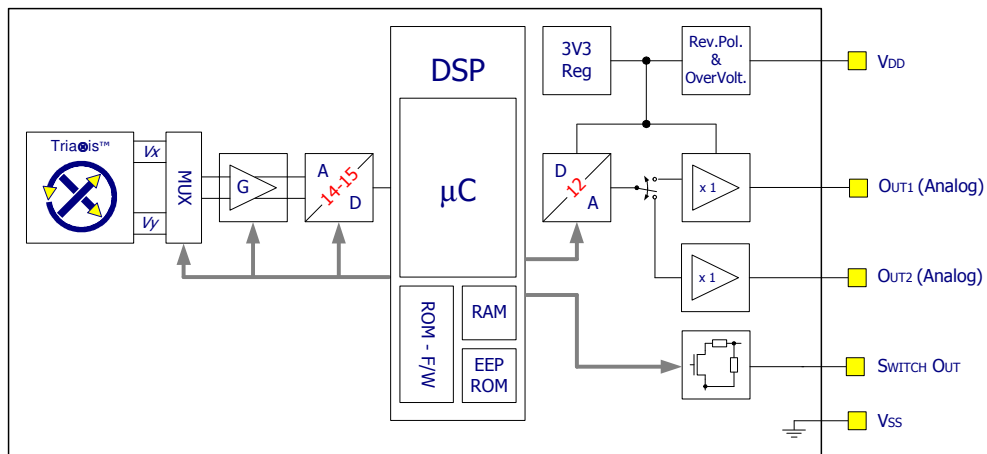 Triaxis™
Vx
Vy
MUX
G
A
14-15
D
DSP
µC
ROM - F/W
RAM
EEP
ROM
3V3
Reg
Rev.Pol.
&
OverVolt.
D
12
A
x 1
x 1
VDD
OUT1 (Analog)
OUT2 (Analog)
SWITCH OUT
VSS